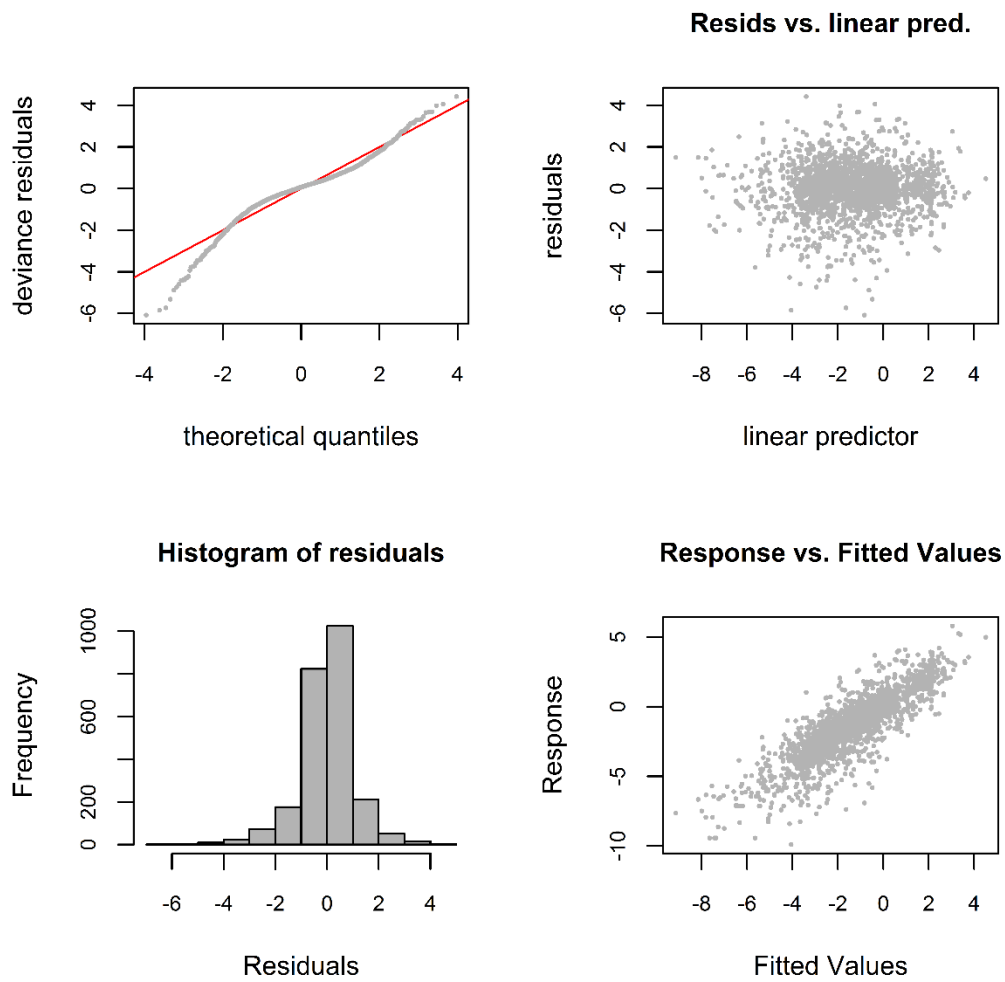 deviance residuals
4
2
0
-2
-4
-6
-4 -2 0 2 4
theoretical quantiles
Resids vs. linear pred.
residuals
4
2
0
-2
-4
-6
-8 -6 -4 -2 0 2 4
linear predictor
Histogram of residuals
Frequency
1000
600
200
0
-6 -4 -2 0 2 4
Residuals
Response vs. Fitted Values
Response
5
0
-5
-10
-8 -6 -4 -2 0 2 4
Fitted Values